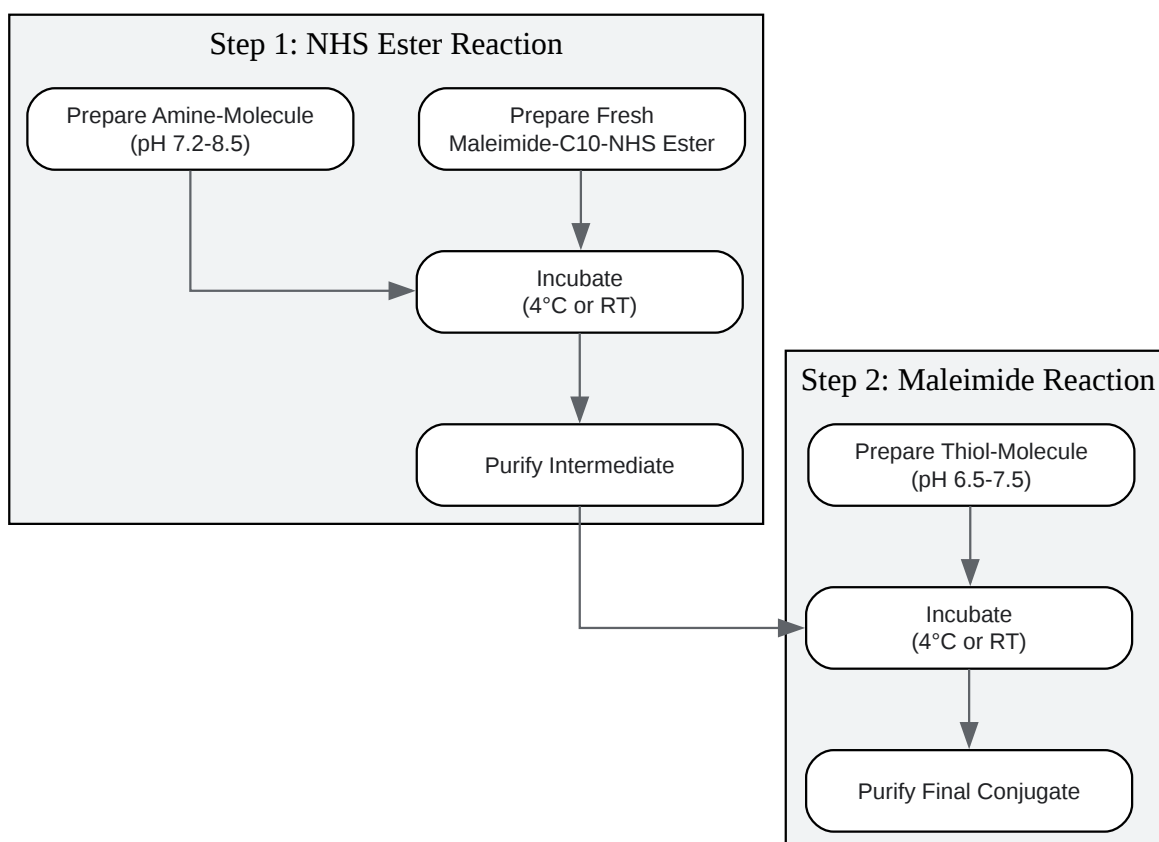 Step 1: NHS Ester Reaction
Prepare Amine-Molecule
(pH 7.2-8.5)
Prepare Fresh
Maleimide-C10-NHS Ester
Incubate
(4°C or RT)
Purify Intermediate
Step 2: Maleimide Reaction
Prepare Thiol-Molecule
(pH 6.5-7.5)
Incubate
(4°C or RT)
Purify Final Conjugate